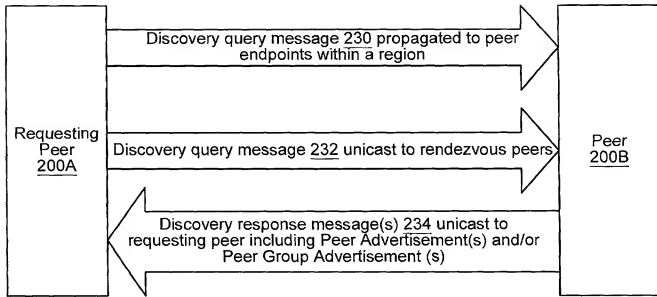 Discovery query message 230 propagated to peer
endpoints within a region
Requesting
Peer
200A
Discovery query message 232 unicast to rendezvous peers
Peer
200B
Discovery response message(s) 234 unicast to
requesting peer including Peer Advertisement(s) and/or
Peer Group Advertisement (s)